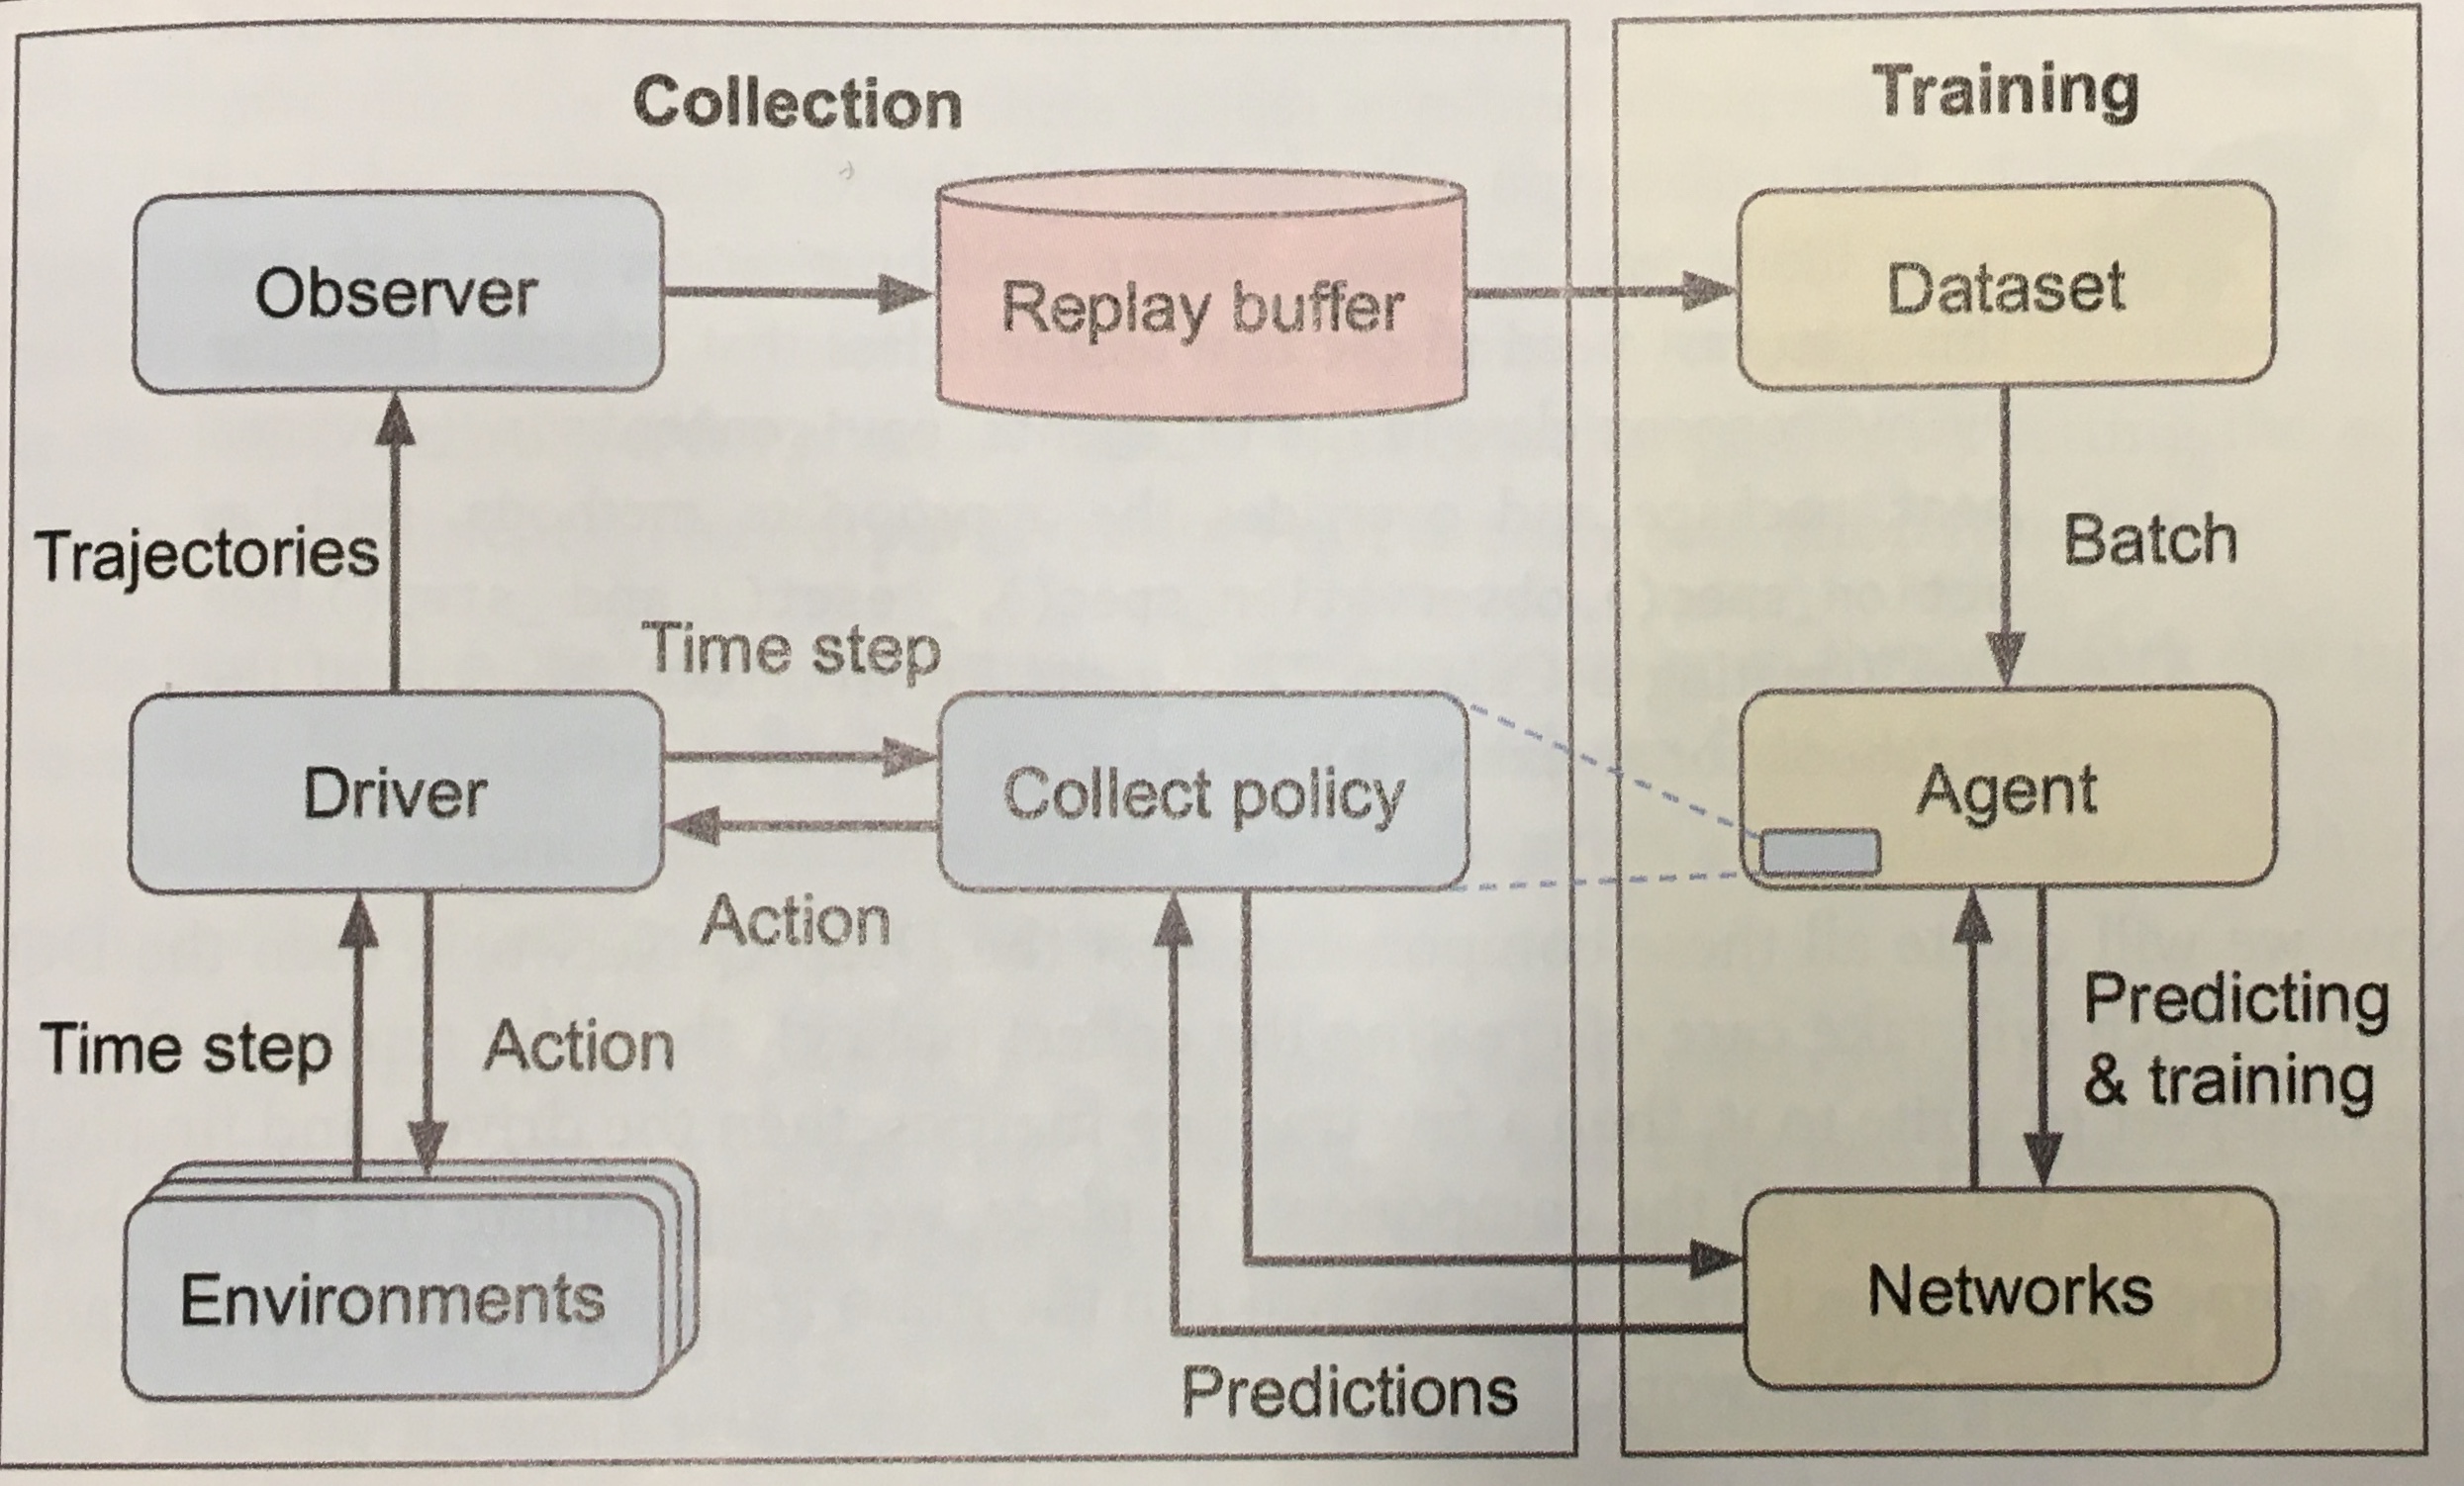 Collection
Training
Observer
Replay buffer
Dataset
Trajectories
Batch
Time step
Driver
Collect policy
Agent
Action
Time step
Action
Predicting
& training
Environments
Networks
Predictions